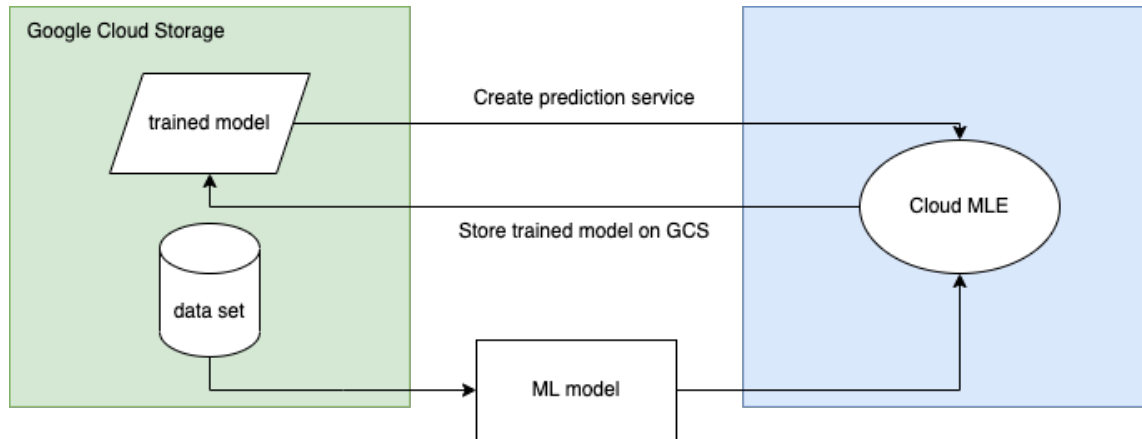 Google Cloud Storage
Create prediction service
trained model
Cloud MLE
Store trained model on GCS
data set
ML model